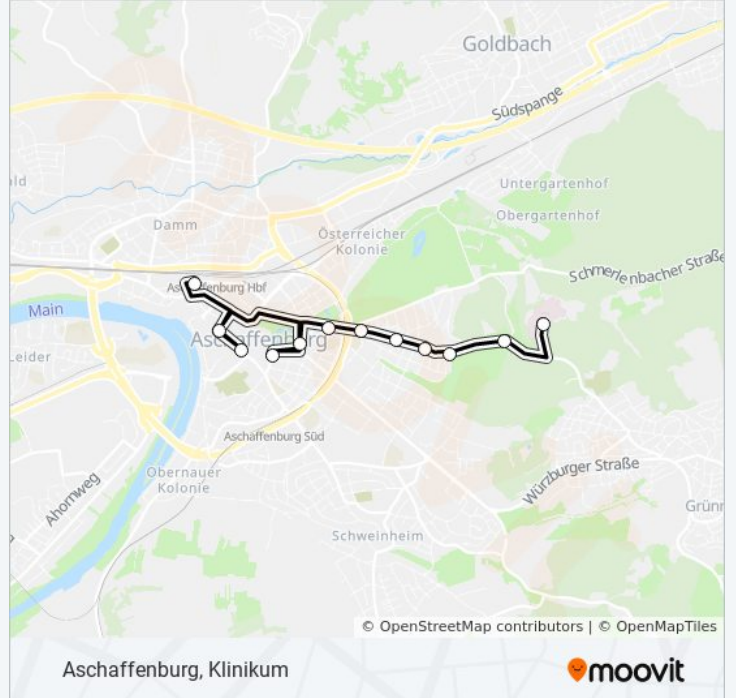 Goldbach
Südspange
ald
Untergartenhof
Damm
Obergartenhof
Österreicher
Kolonie
Schmerlenbacher Straße
Aschaffenburg Hbf
Main
Aschaffenburg
Leider
Aschaffenburg Süd
Würzburger Straße
Obernauer
Kolonie
Ahornweg
Grünm
Schweinheim
© OpenStreetMap contributors | © OpenMapTiles
Aschaffenburg, Klinikum
moovit